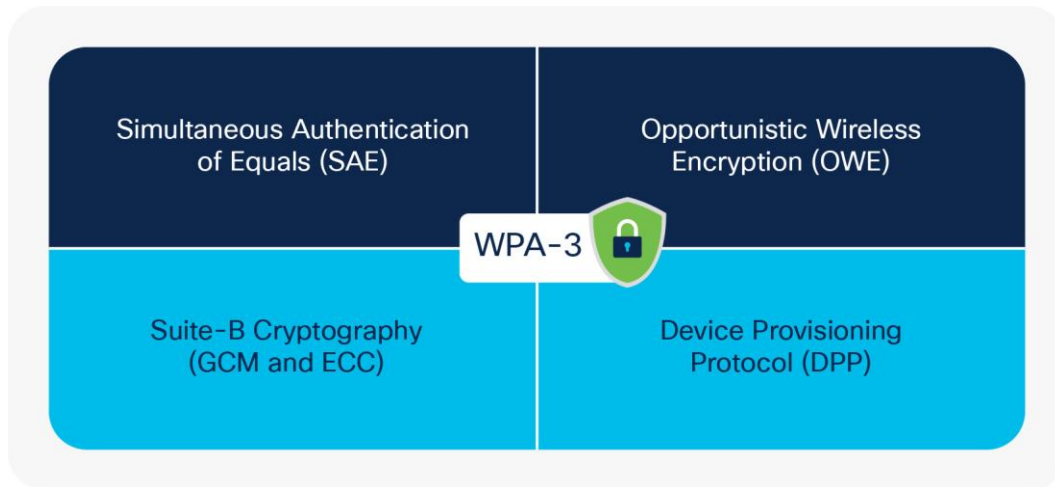 Simultaneous Authentication
of Equals (SAE)
Opportunistic Wireless
Encryption (OWE)
WPA-3
Suite-B Cryptography
(GCM and ECC)
Device Provisioning
Protocol (DPP)